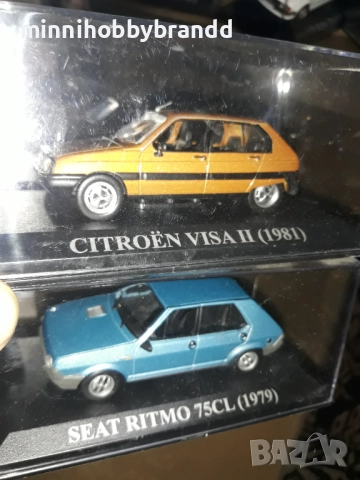 minnihobbybrandd
CITROËN VISA II (1981)
SEAT RITMO 75CL (1979)
BAZAR